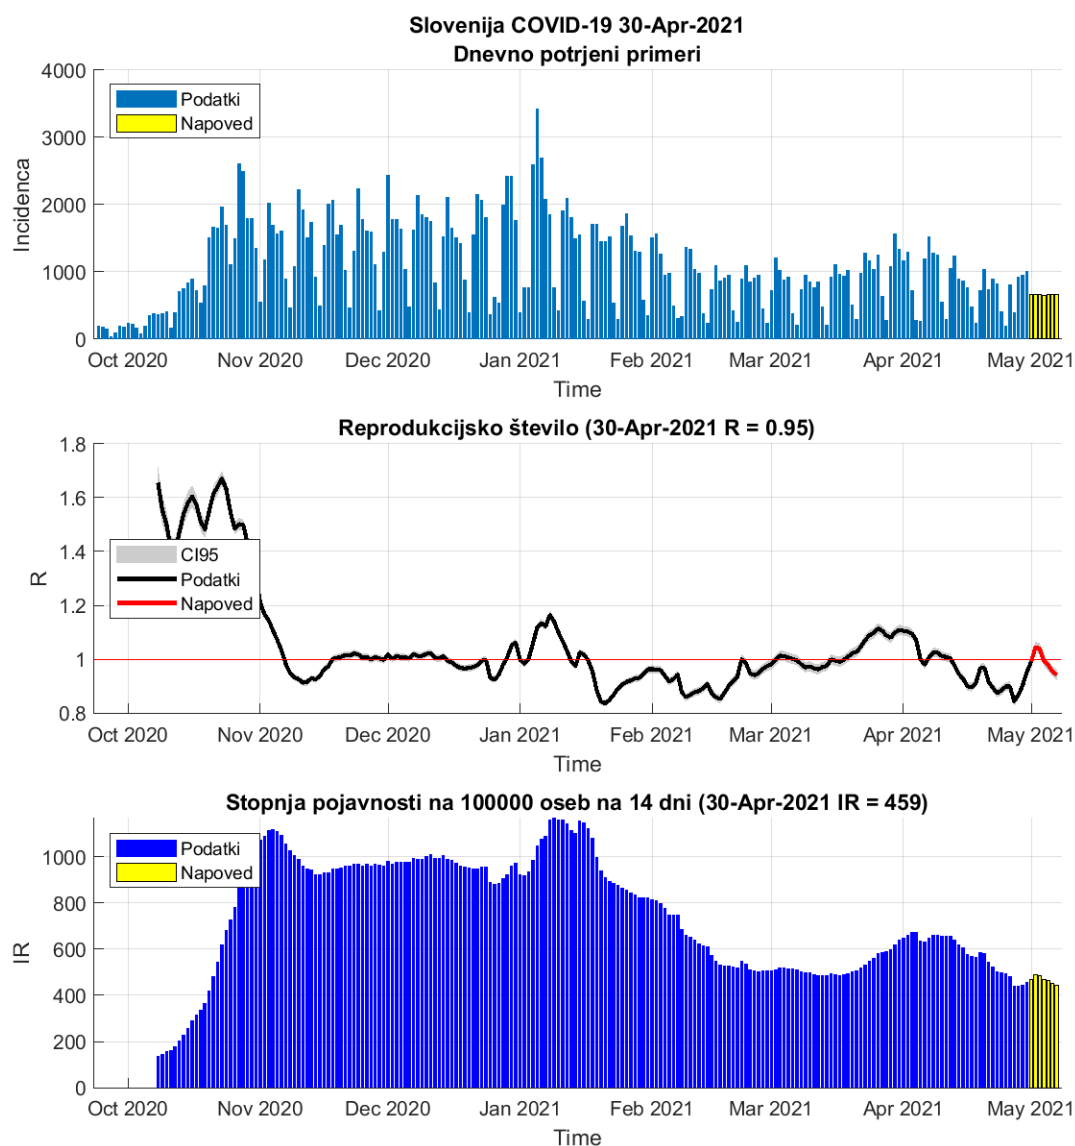 Slovenija COVID-19 30-Apr-2021
Dnevno potrjeni primeri
4000
3000
2000
1000
0
Incidenca
Podatki
Napoved
Oct 2020 Nov 2020 Dec 2020 Jan 2021 Feb 2021 Mar 2021 Apr 2021 May 2021
Time
Reprodukcijsko število (30-Apr-2021 R = 0.95)
1.8
1.6
1.4
1.2
1
0.8
R
CI95
Podatki
Napoved
Oct 2020 Nov 2020 Dec 2020 Jan 2021 Feb 2021 Mar 2021 Apr 2021 May 2021
Time
Stopnja pojavnosti na 100000 oseb na 14 dni (30-Apr-2021 IR = 459)
1000
800
600
400
200
0
IR
Podatki
Napoved
Oct 2020 Nov 2020 Dec 2020 Jan 2021 Feb 2021 Mar 2021 Apr 2021 May 2021
Time